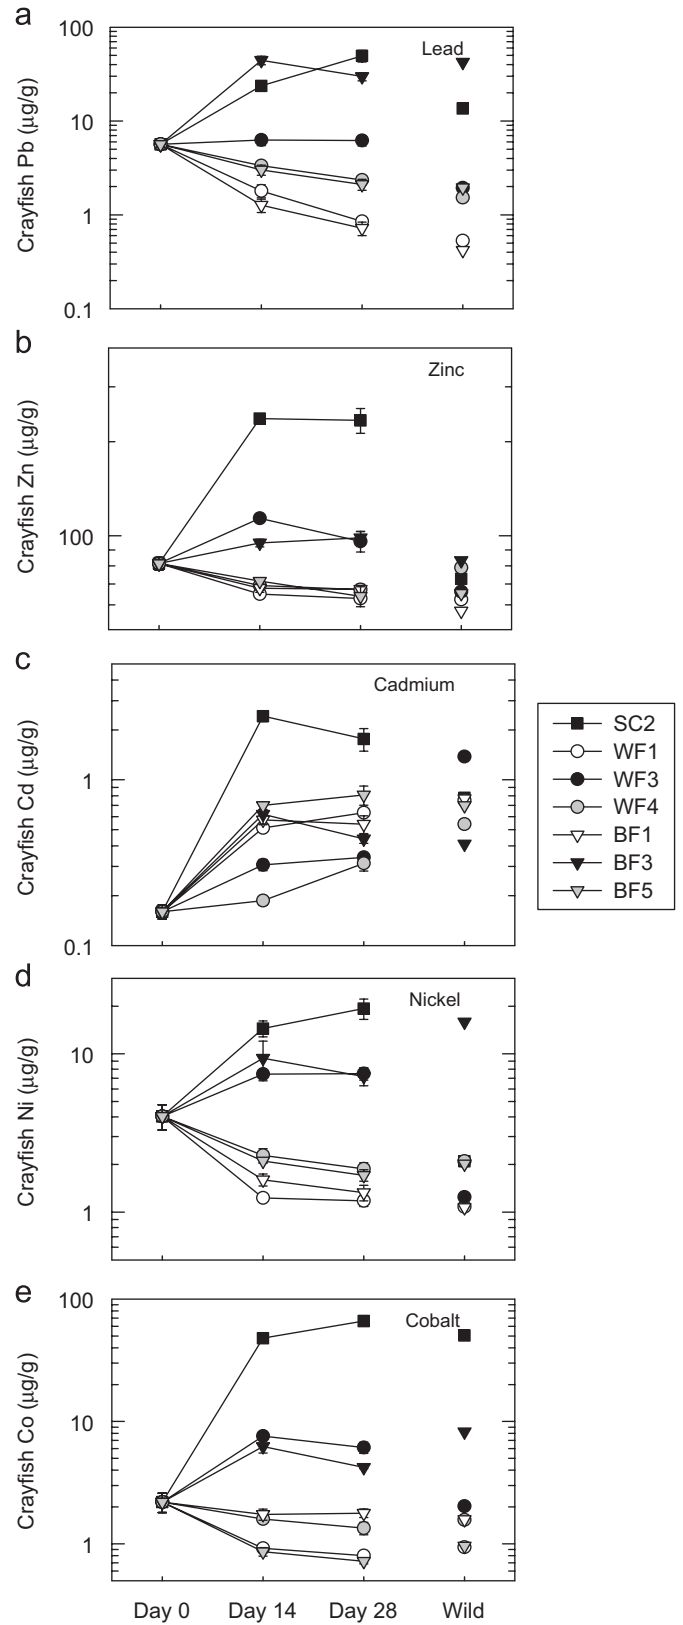 a
100
Lead
10
1
0.1
Crayfish Pb (µg/g)
b
Zinc
100
Crayfish Zn (µg/g)
c
Cadmium
1
0.1
Crayfish Cd (µg/g)
SC2
WF1
WF3
WF4
BF1
BF3
BF5
d
Nickel
10
1
Crayfish Ni (µg/g)
e
100
Cobalt
10
1
Crayfish Co (µg/g)
Day 0 Day 14 Day 28 Wild